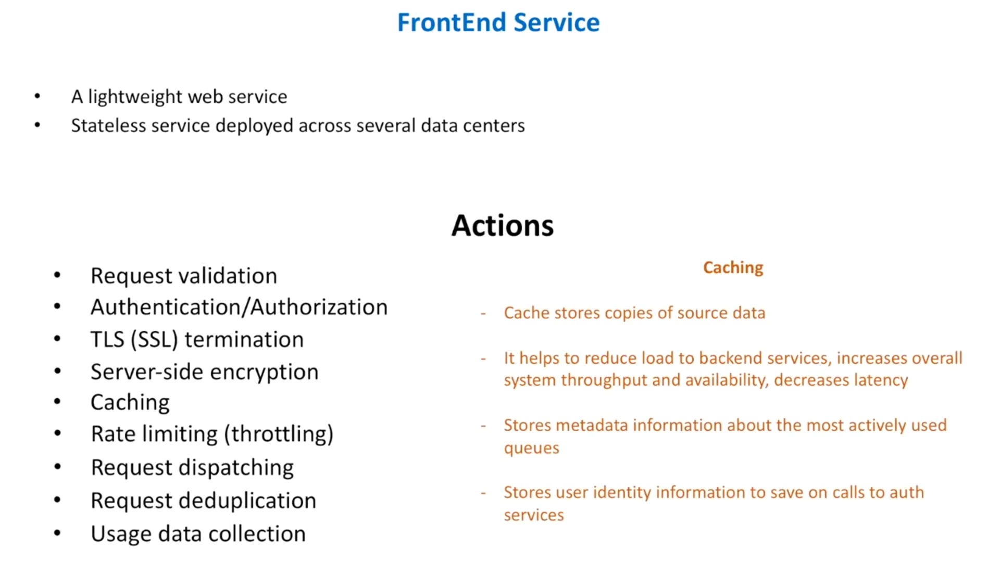 FrontEnd Service
• A lightweight web service
• Stateless service deployed across several data centers
Actions
• Request validation
• Authentication/Authorization
• TLS (SSL) termination
• Server-side encryption
• Caching
• Rate limiting (throttling)
• Request dispatching
• Request deduplication
• Usage data collection
Caching
- Cache stores copies of source data
- It helps to reduce load to backend services, increases overall
system throughput and availability, decreases latency
- Stores metadata information about the most actively used
queues
- Stores user identity information to save on calls to auth
services